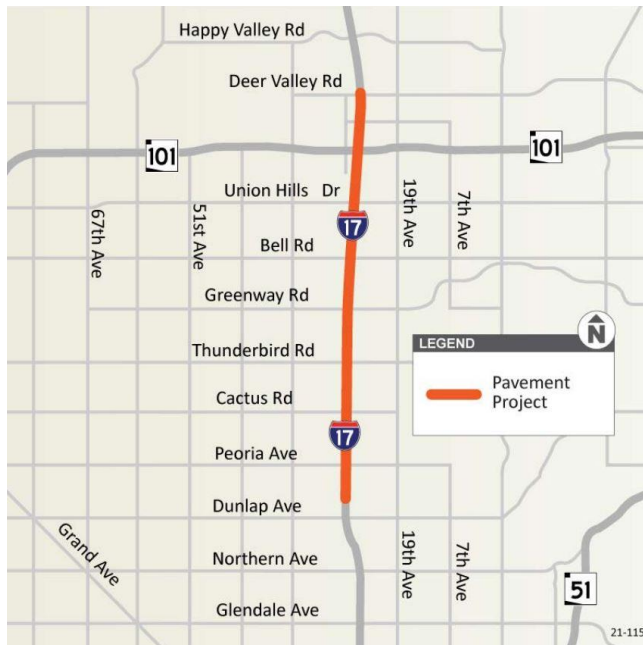 Happy Valley Rd
Deer Valley Rd
101
101
Union Hills Dr
67th Ave
51st Ave
19th Ave
7th Ave
17
Bell Rd
Greenway Rd
N
LEGEND
Pavement
Project
Thunderbird Rd
Cactus Rd
17
Peoria Ave
Dunlap Ave
Grand Ave
19th Ave
7th Ave
Northern Ave
51
Glendale Ave
21-115